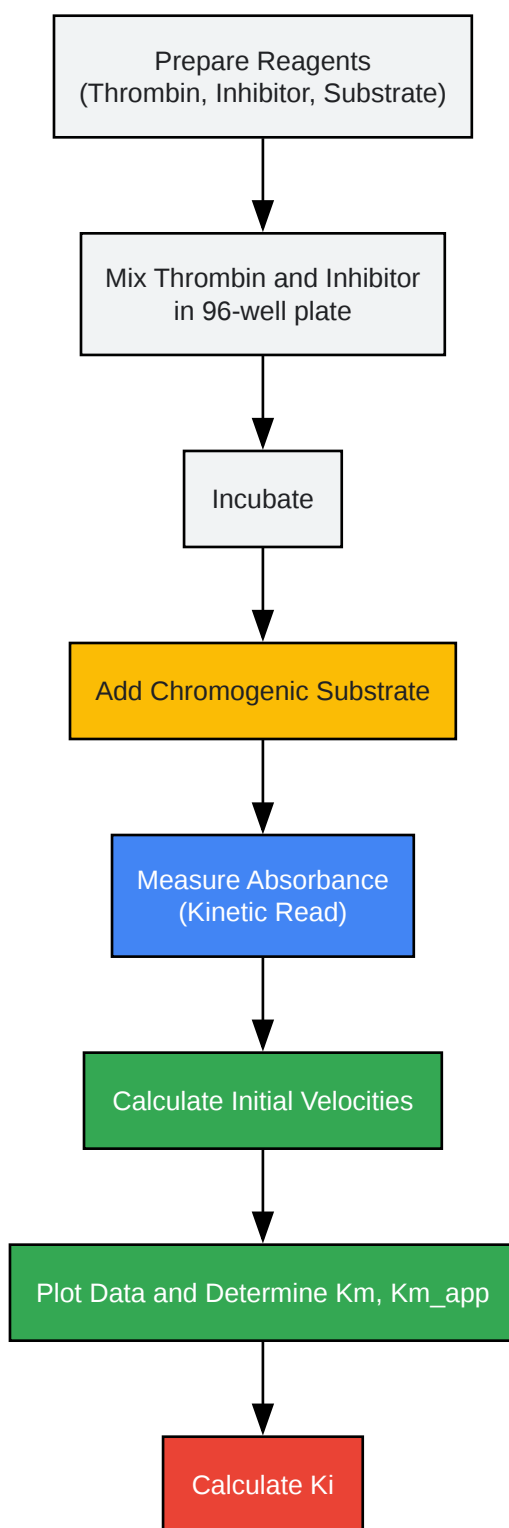 Prepare Reagents
(Thrombin, Inhibitor, Substrate)
Mix Thrombin and Inhibitor
in 96-well plate
Incubate
Add Chromogenic Substrate
Measure Absorbance
(Kinetic Read)
Calculate Initial Velocities
Plot Data and Determine Km, Km_app
Calculate Ki